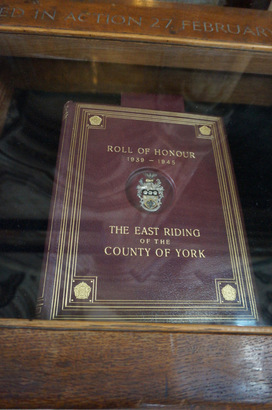 ED IN ACTION 27 FEBRUAR
ROLL OF HONOUR
1939 – 1945
THE EAST RIDING
OF THE
COUNTY OF YORK